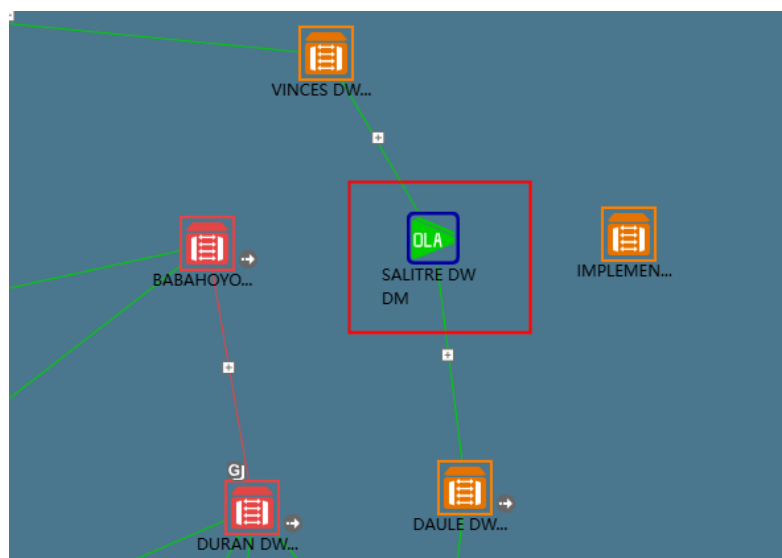 VINCES DW...
OLA
SALITRE DW
DM
IMPLEMEN...
BABAHOYO...
GJ
DURAN DW...
DAULE DW...